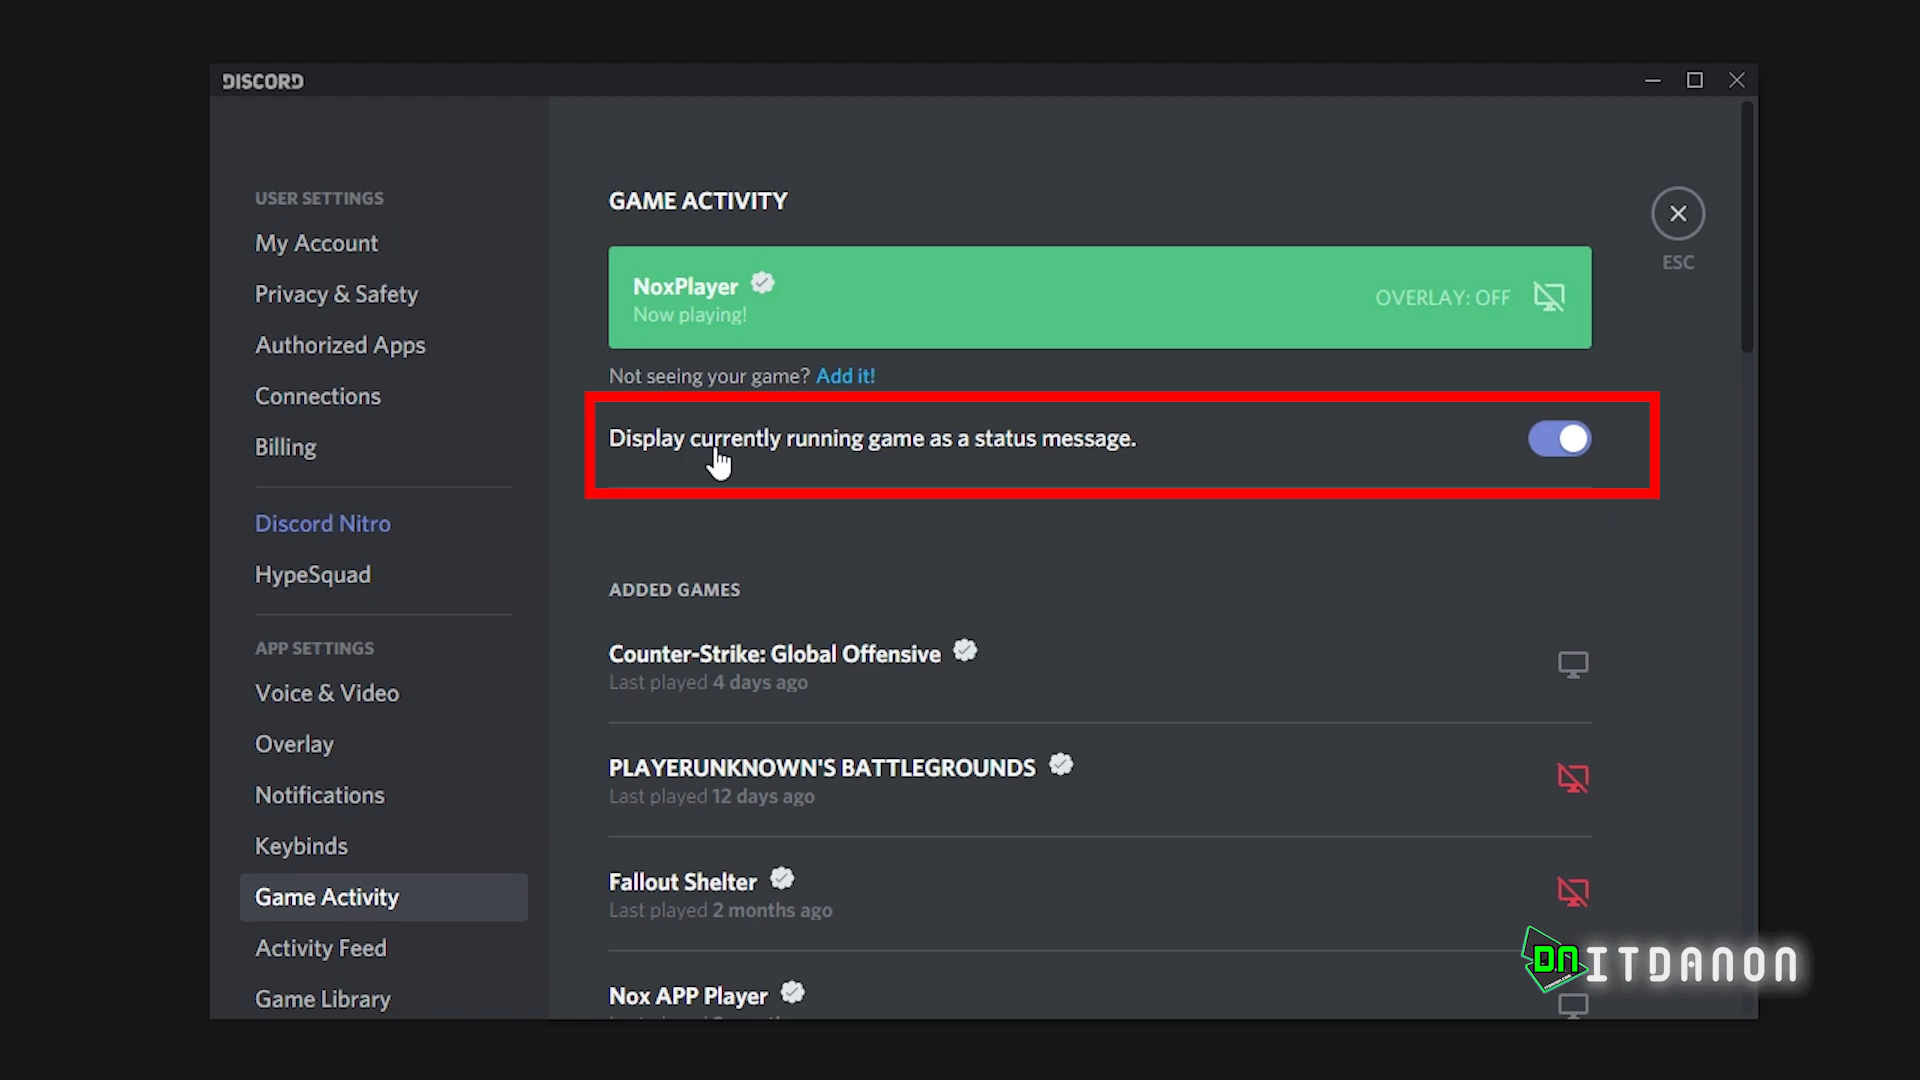 DISCORD
USER SETTINGS
My Account
Privacy & Safety
Authorized Apps
Connections
Billing
Discord Nitro
HypeSquad
APP SETTINGS
Voice & Video
Overlay
Notifications
Keybinds
Game Activity
Activity Feed
Game Library
GAME ACTIVITY
NoxPlayer
Now playing!
OVERLAY: OFF
ESC
Not seeing your game? Add it!
Display currently running game as a status message.
ADDED GAMES
Counter-Strike: Global Offensive
Last played 4 days ago
PLAYERUNKNOWN'S BATTLEGROUNDS
Last played 12 days ago
Fallout Shelter
Last played 2 months ago
Nox APP Player
DN ITDANON